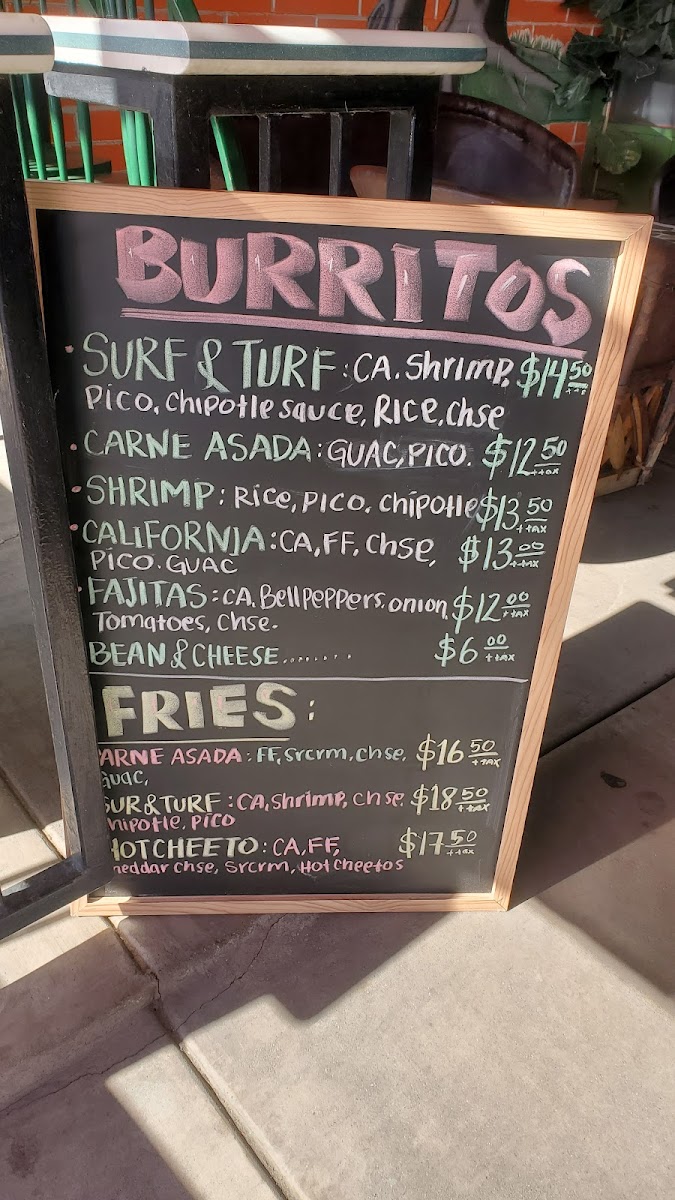 BURRITOS
• SURF & TURF: CA. Shrimp, $14.50 ++x
PICO, Chipotle sauce, RICE, chse
• CARNE ASADA: GUAC, PICO. $12.50 +tax
• SHRIMP: Rice, PICO. Chipotle $13.50 +tax
• CALIFORNIA: CA, FF, Chse, $13.00 +tax
PICO. GUAC
• FAJITAS: CA. Bell peppers. onion, $12.00 +tax
Tomatoes, Chse.
BEAN & CHEESE........ $6.00 +tax
FRIES:
ARNE ASADA: FF, Srcrm, chse, $16.50 +TAX
Guac,
SUR & TURF: CA, Shrimp, chse. $18.50 +tax
hipotle, PICO
HOT CHEETO: CA, FF, $17.50 +tax
heddar chse, Srcrm, Hot Cheetos